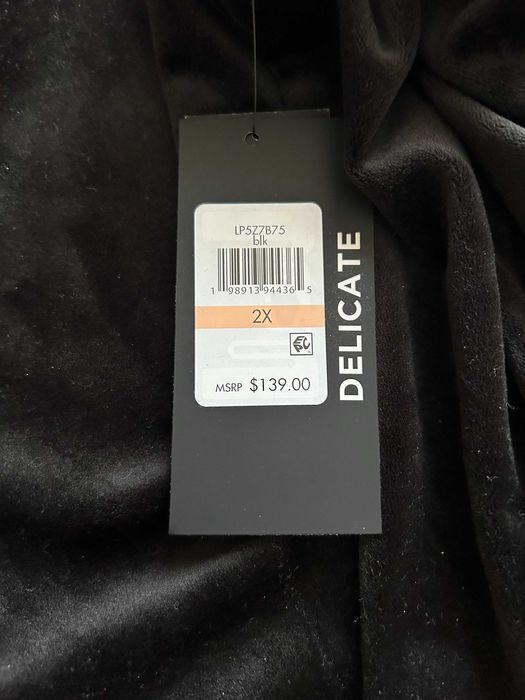 LP5Z7B75
blk
1 98913 94436 5
2X
MSRP $139.00
DELICATE